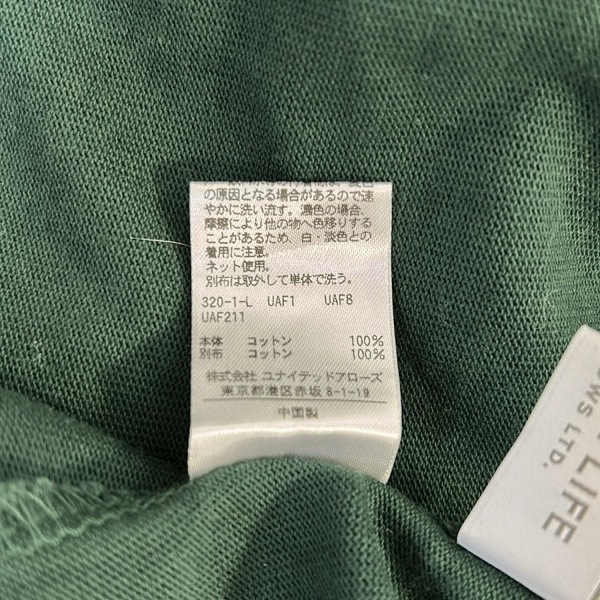 の原因となる場合があるので速
やかに洗い流す。濃色の場合、
摩擦により他の物へ色移りする
ことがあるため、白・淡色との
着用に注意。
ネット使用。
別布は取外して単体で洗う。
320-1-L UAF1 UAF8
UAF211
本体 コットン 100%
別布 コットン 100%
株式会社 ユナイテッドアローズ
東京都港区赤坂 8-1-19
中国製
LIFE
OWS LTD.